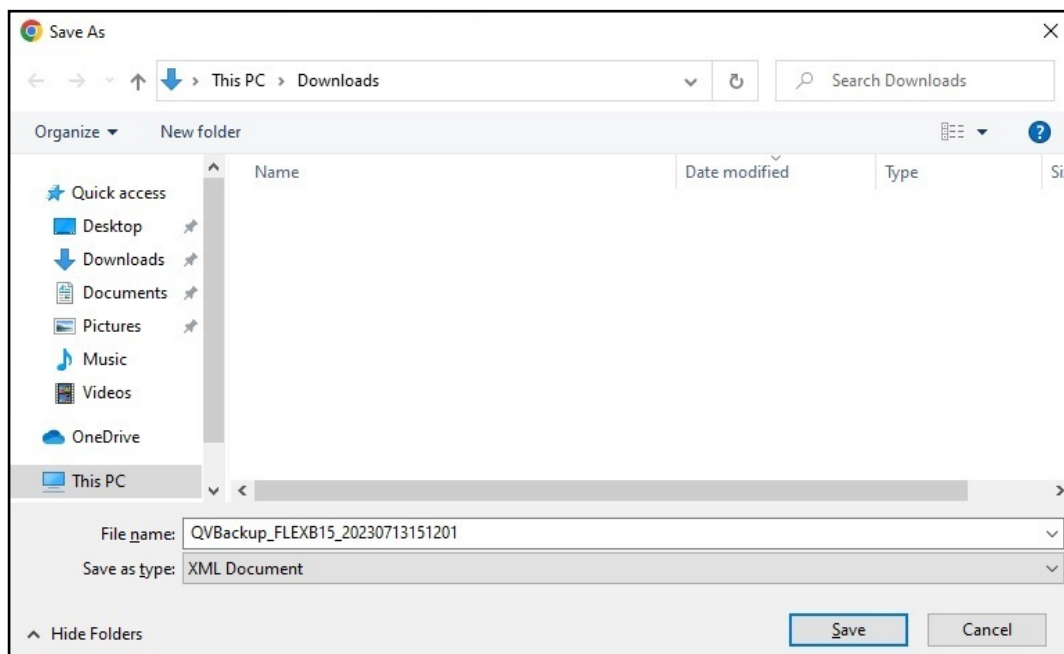 Save As
This PC > Downloads
Search Downloads
Organize
New folder
Name
Date modified
Type
Si
Quick access
Desktop
Downloads
Documents
Pictures
Music
Videos
OneDrive
This PC
File name: QVBackup_FLEXB15_20230713151201
Save as type: XML Document
Hide Folders
Save
Cancel